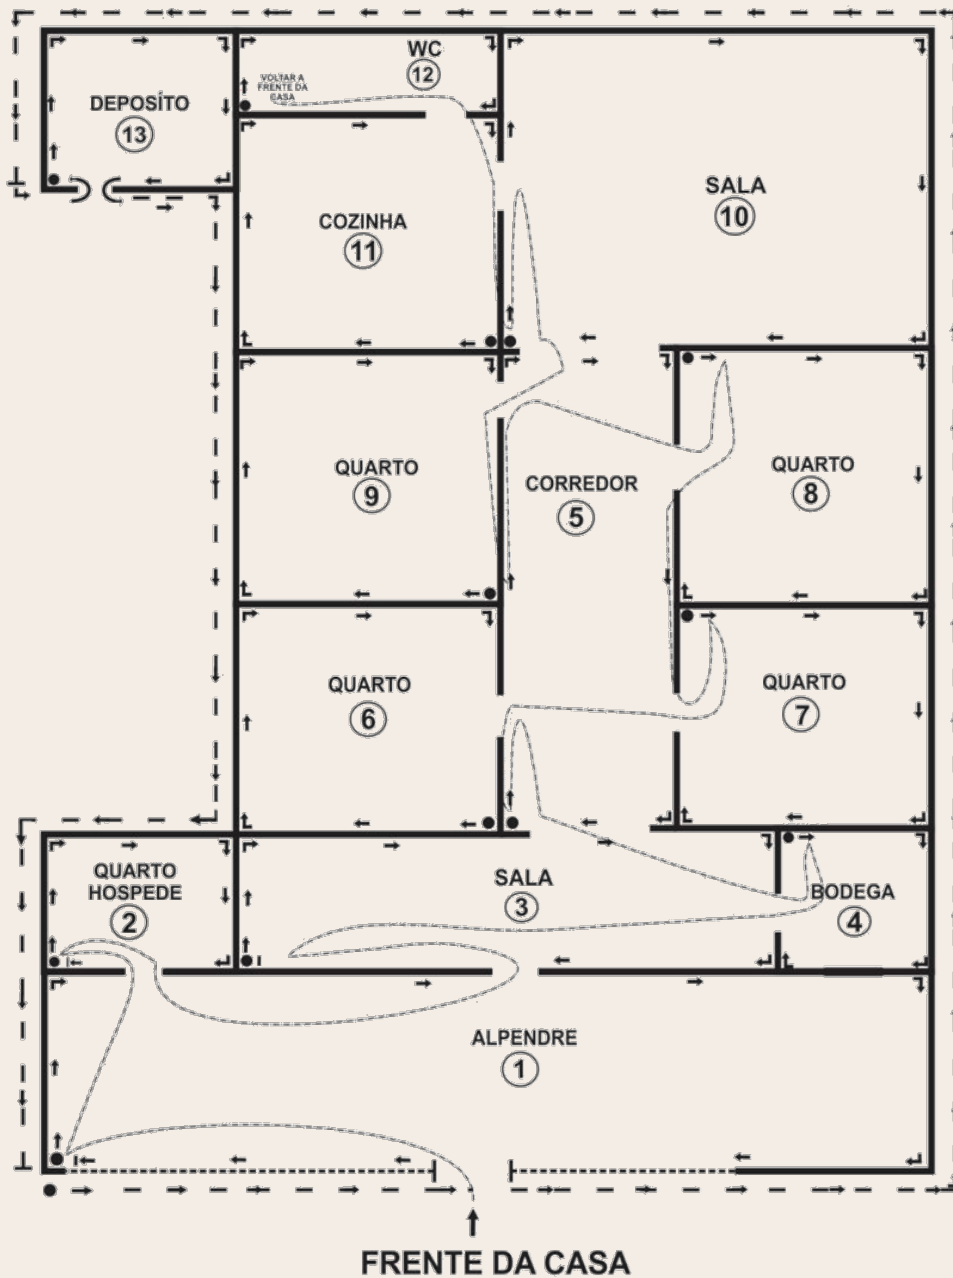 WC
12
VOLTAR A
FRENTE DA
CASA
DEPOSÍTO
13
SALA
10
COZINHA
11
QUARTO
9
CORREDOR
5
QUARTO
8
QUARTO
6
QUARTO
7
QUARTO
HOSPEDE
2
SALA
3
BODEGA
4
ALPENDRE
1
FRENTE DA CASA